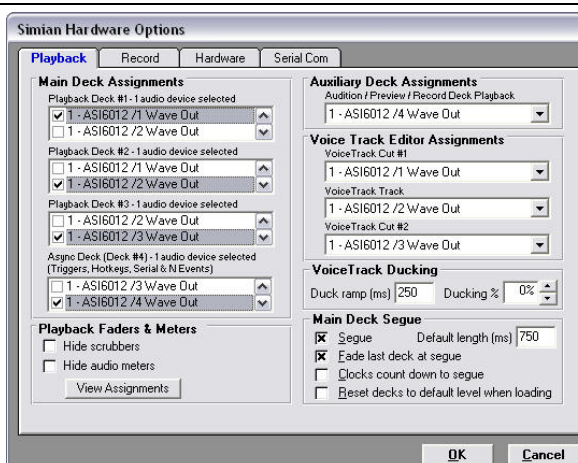 Simian Hardware Options
Playback Record Hardware Serial Com
Main Deck Assignments
Playback Deck #1 - 1 audio device selected
1 - ASI6012 /1 Wave Out
1 - ASI6012 /2 Wave Out
Playback Deck #2 - 1 audio device selected
1 - ASI6012 /1 Wave Out
1 - ASI6012 /2 Wave Out
Playback Deck #3 - 1 audio device selected
1 - ASI6012 /2 Wave Out
1 - ASI6012 /3 Wave Out
Async Deck (Deck #4) - 1 audio device selected
(Triggers, Hotkeys, Serial & N Events)
1 - ASI6012 /3 Wave Out
1 - ASI6012 /4 Wave Out
Playback Faders & Meters
Hide scrubbers
Hide audio meters
View Assignments
Auxiliary Deck Assignments
Audition / Preview / Record Deck Playback
1 - ASI6012 /4 Wave Out
Voice Track Editor Assignments
VoiceTrack Cut #1
1 - ASI6012 /1 Wave Out
VoiceTrack Track
1 - ASI6012 /2 Wave Out
VoiceTrack Cut #2
1 - ASI6012 /3 Wave Out
VoiceTrack Ducking
Duck ramp (ms) 250 Ducking % 0%
Main Deck Segue
Segue Default length (ms) 750
Fade last deck at segue
Clocks count down to segue
Reset decks to default level when loading
OK Cancel